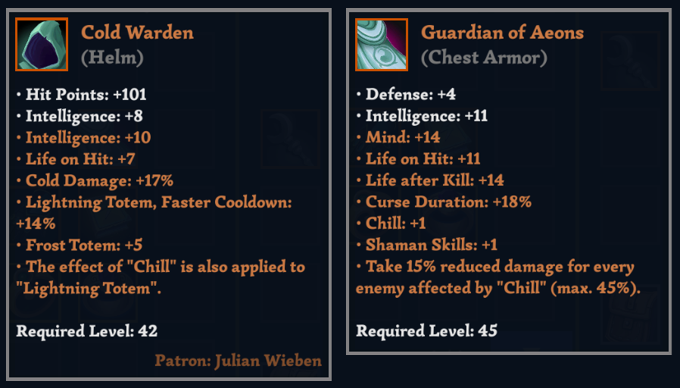 Cold Warden
(Helm)
• Hit Points: +101
• Intelligence: +8
• Intelligence: +10
• Life on Hit: +7
• Cold Damage: +17%
• Lightning Totem, Faster Cooldown:
+14%
• Frost Totem: +5
• The effect of "Chill" is also applied to
"Lightning Totem".
Required Level: 42
Patron: Julian Wieben
Guardian of Aeons
(Chest Armor)
• Defense: +4
• Intelligence: +11
• Mind: +14
• Life on Hit: +11
• Life after Kill: +14
• Curse Duration: +18%
• Chill: +1
• Shaman Skills: +1
• Take 15% reduced damage for every
enemy affected by "Chill" (max. 45%).
Required Level: 45